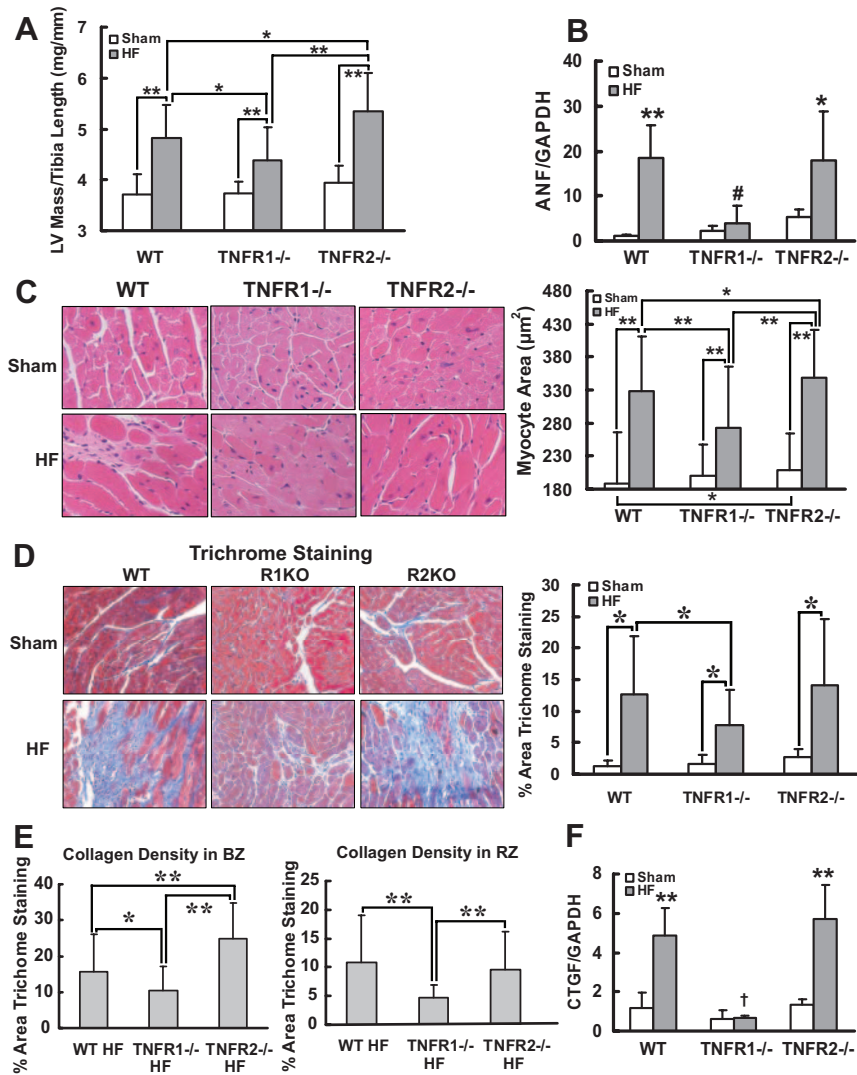 A
Sham
HF
LV Mass/Tibia Length (mg/mm)
7
6
5
4
3
**
*
**
*
**
**
WT
TNFR1-/-
TNFR2-/-
B
Sham
HF
ANF/GAPDH
40
30
20
10
0
**
#
*
WT
TNFR1-/-
TNFR2-/-
C
WT
TNFR1-/-
TNFR2-/-
Sham
HF
Sham
HF
Myocyte Area (µm²)
480
430
380
330
280
230
180
**
**
**
*
**
**
*
WT
TNFR1-/-
TNFR2-/-
D
Trichrome Staining
WT
R1KO
R2KO
Sham
HF
Sham
HF
% Area Trichome Staining
30
25
20
15
10
5
0
*
*
*
*
WT
TNFR1-/-
TNFR2-/-
E
Collagen Density in BZ
% Area Trichome Staining
40
30
20
10
0
**
*
**
WT HF
TNFR1-/-
HF
TNFR2-/-
HF
Collagen Density in RZ
% Area Trichome Staining
25
20
15
10
5
0
**
**
WT HF
TNFR1-/-
HF
TNFR2-/-
HF
F
Sham
HF
CTGF/GAPDH
8
6
4
2
0
**
†
**
WT
TNFR1-/-
TNFR2-/-